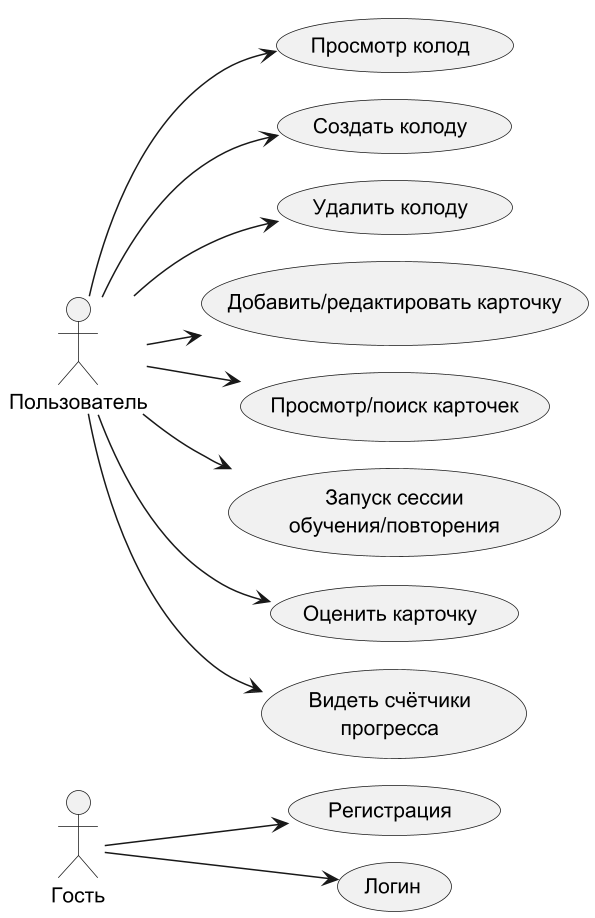 Просмотр колод
Создать колоду
Удалить колоду
Добавить/редактировать карточку
Пользователь
Просмотр/поиск карточек
Запуск сессии
обучения/повторения
Оценить карточку
Видеть счётчики
прогресса
Регистрация
Логин
Гость